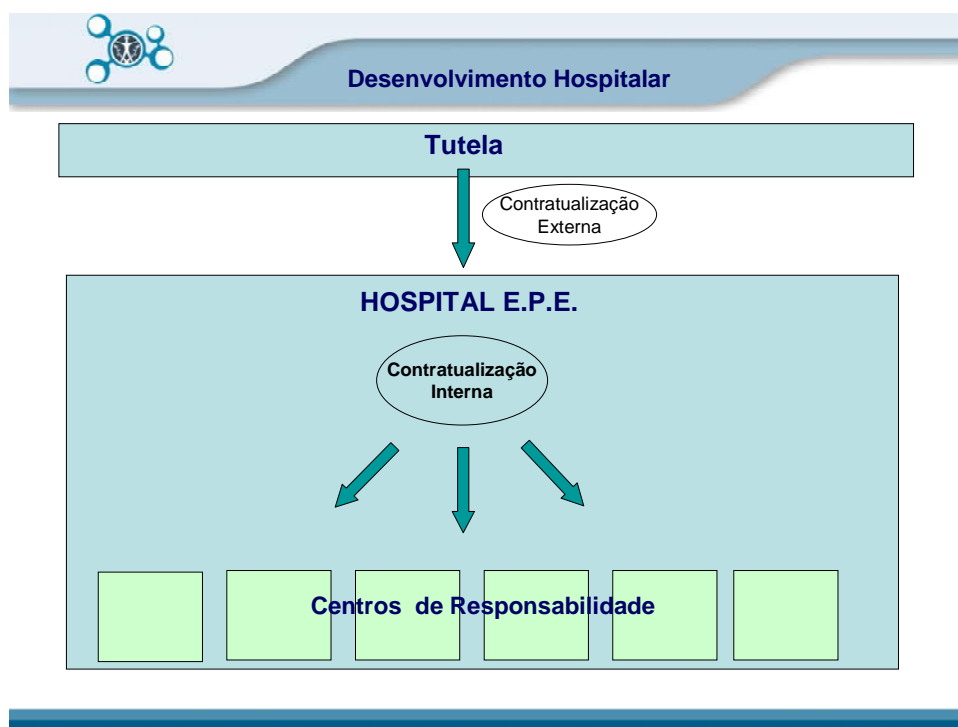 Desenvolvimento Hospitalar
Tutela
Contratualização
Externa
HOSPITAL E.P.E.
Contratualização
Interna
Centros de Responsabilidade